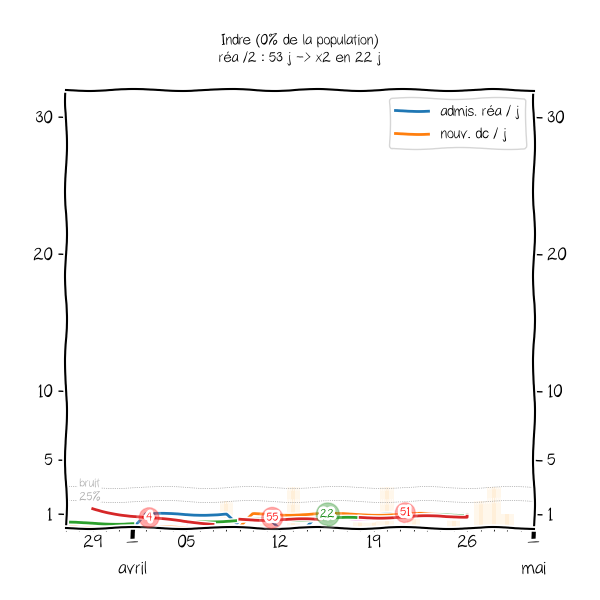 Indre (0% de la population)
réa /2 : 53 j -> x2 en 22 j
admis. réa / j
nouv. dc / j
30
30
20
20
10
10
5
5
bruit
25%
1
1
4
55
22
51
29
05
12
19
26
avril
mai